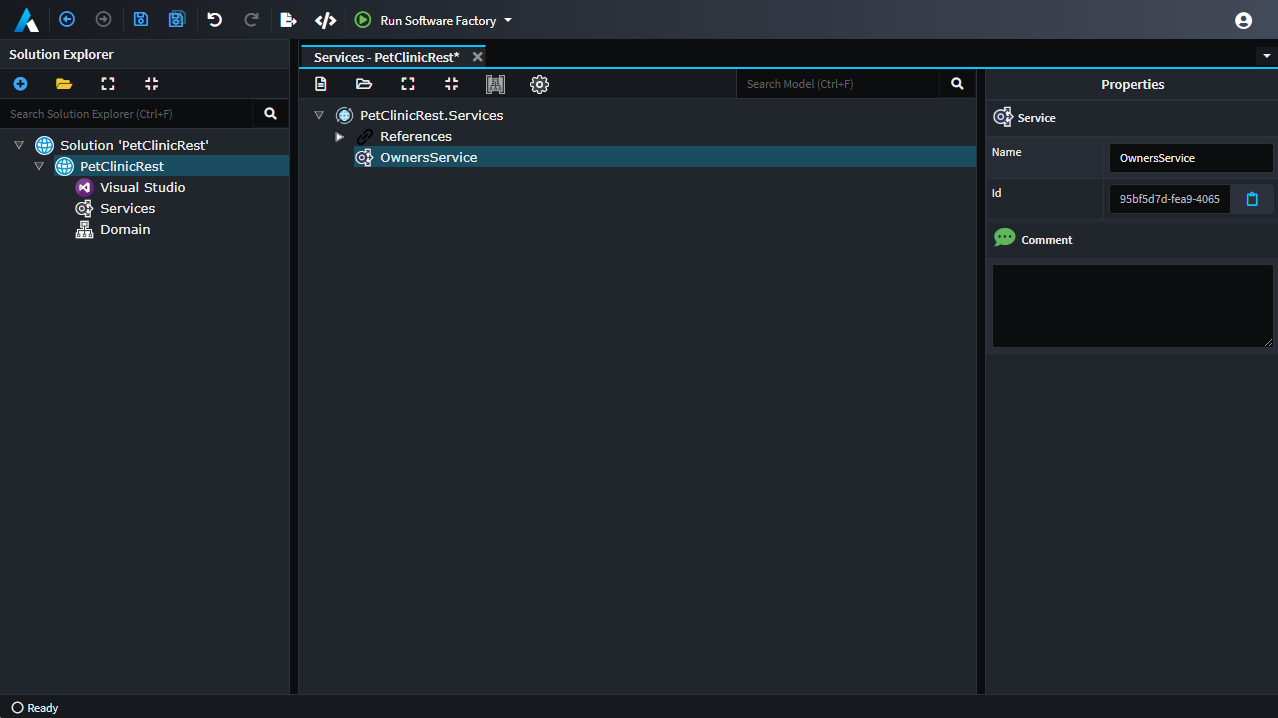 Run Software Factory
Solution Explorer
Services - PetClinicRest*
Search Model (Ctrl+F)
Properties
Search Solution Explorer (Ctrl+F)
PetClinicRest.Services
Service
References
Solution 'PetClinicRest'
OwnersService
Name
OwnersService
PetClinicRest
Visual Studio
Id
95bf5d7d-fea9-4065
Services
Domain
Comment
Ready